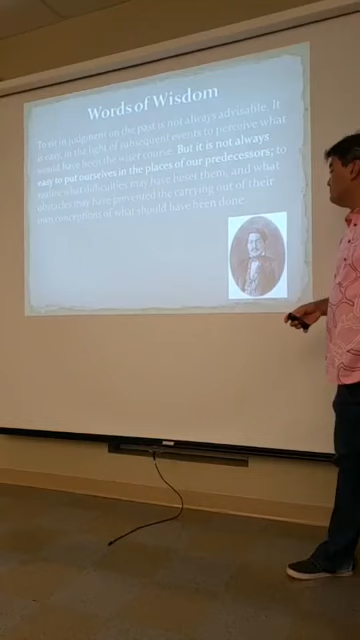 Words of Wisdom
To sit in judgment on the past is not always advisable. It
is easy, in the light of subsequent events to perceive what
would have been the wiser course. But it is not always
easy to put ourselves in the places of our predecessors; to
realize what difficulties may have beset them, and what
obstacles may have prevented the carrying out of their
own conceptions of what should have been done